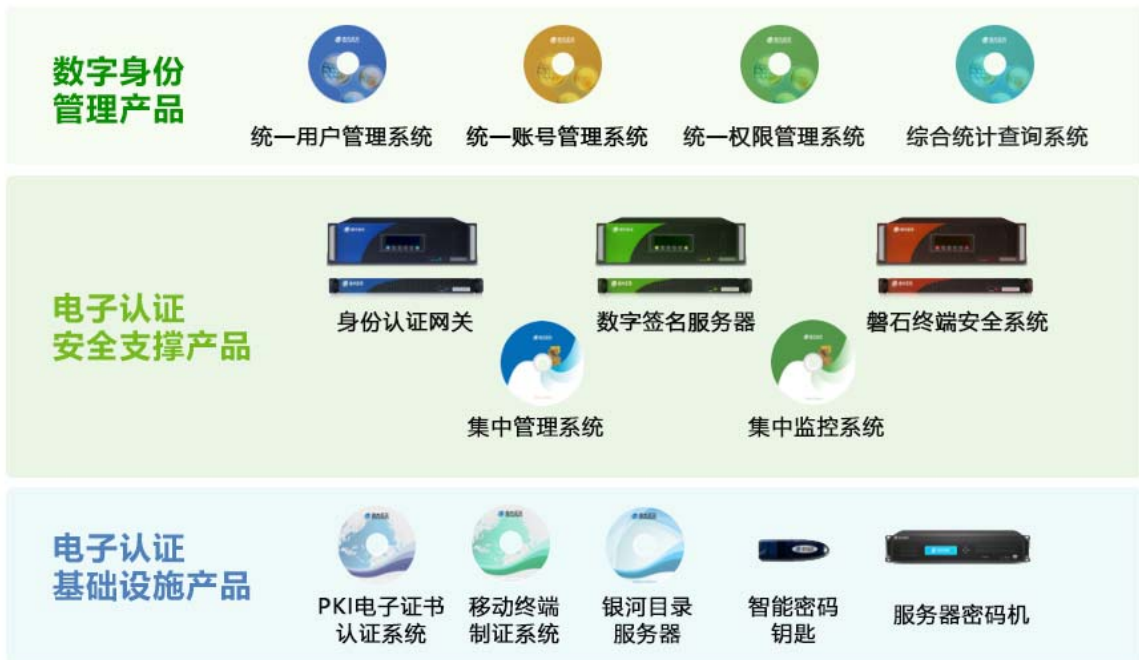 数字身份
管理产品
统一用户管理系统 统一账号管理系统 统一权限管理系统 综合统计查询系统
电子认证
安全支撑产品
身份认证网关 数字签名服务器 磐石终端安全系统
集中管理系统 集中监控系统
电子认证
基础设施产品
PKI电子证书
认证系统
移动终端
制证系统
银河目录
服务器
智能密码
钥匙
服务器密码机